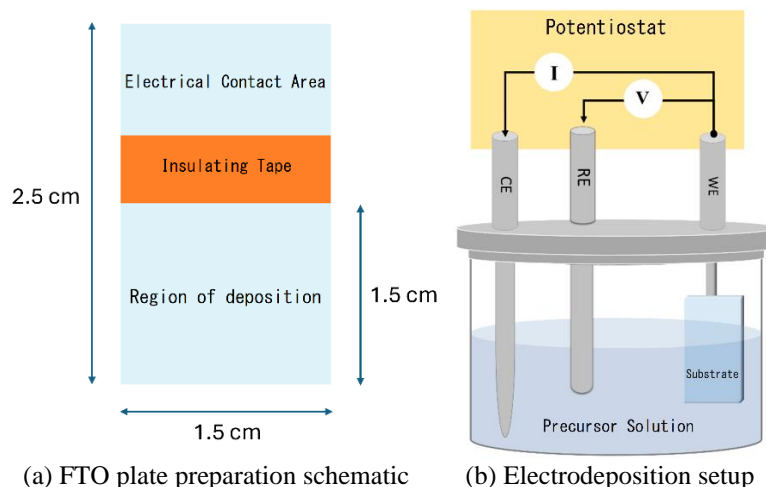 Electrical Contact Area
Insulating Tape
2.5 cm
Region of deposition
1.5 cm
1.5 cm
(a) FTO plate preparation schematic
Potentiostat
I
V
CE
RE
WE
Substrate
Precursor Solution
(b) Electrodeposition setup